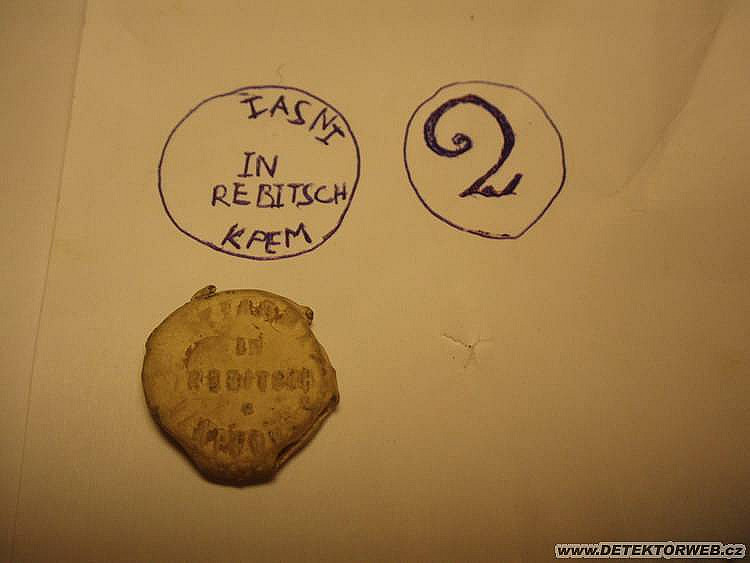 IASNI
IN
REBITSCH
KPEM
2
IN
REBITSCH
www.DETEKTORWEB.cz